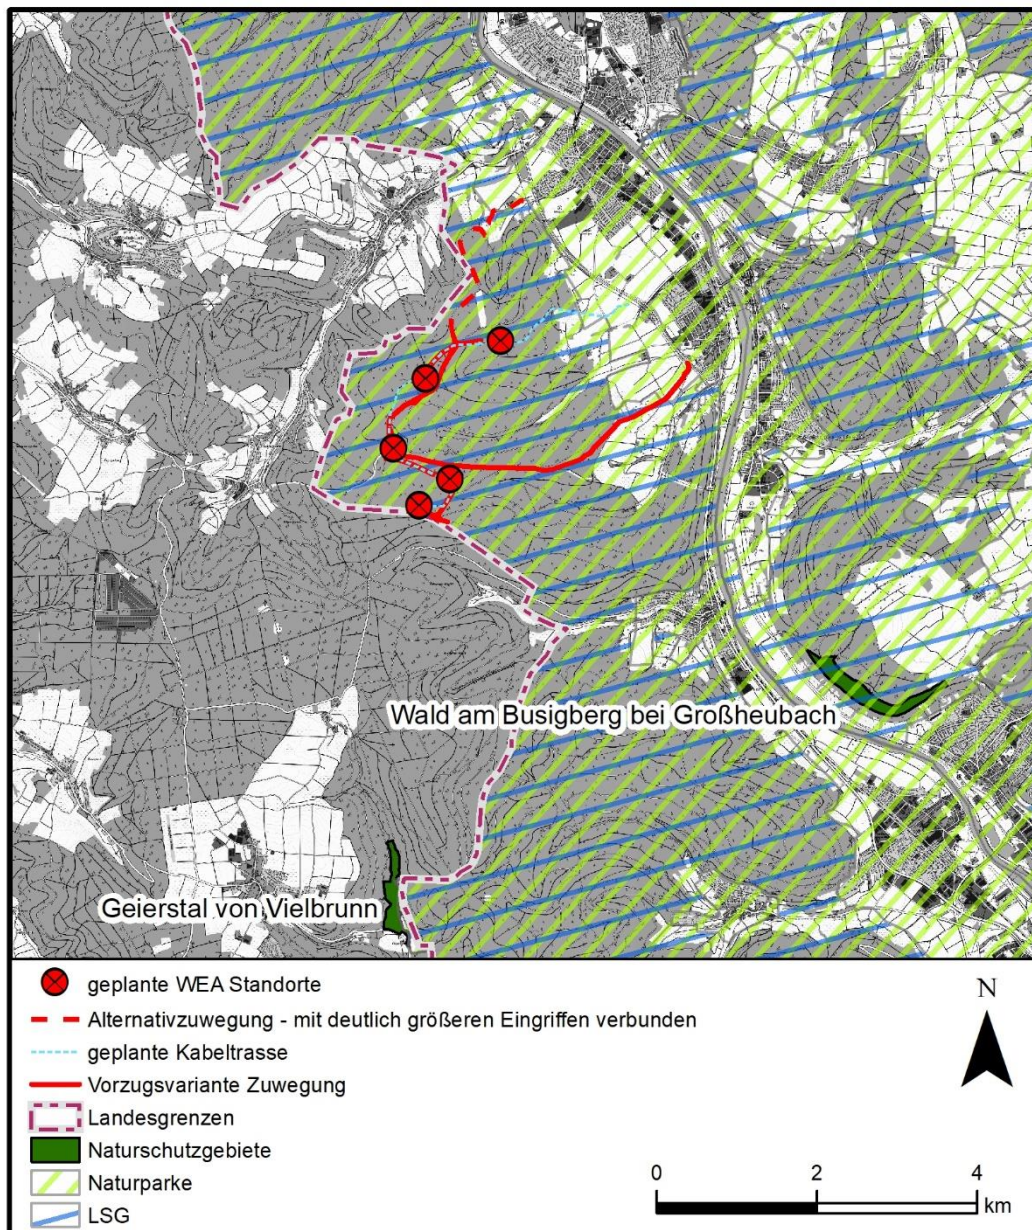 Wald am Busigberg bei Großheubach
Geierstal von Vielbrunn
geplante WEA Standorte
Alternativzuwegung - mit deutlich größeren Eingriffen verbunden
geplante Kabeltrasse
Vorzugsvariante Zuwegung
Landesgrenzen
Naturschutzgebiete
Naturparke
LSG
N
0 2 4
km